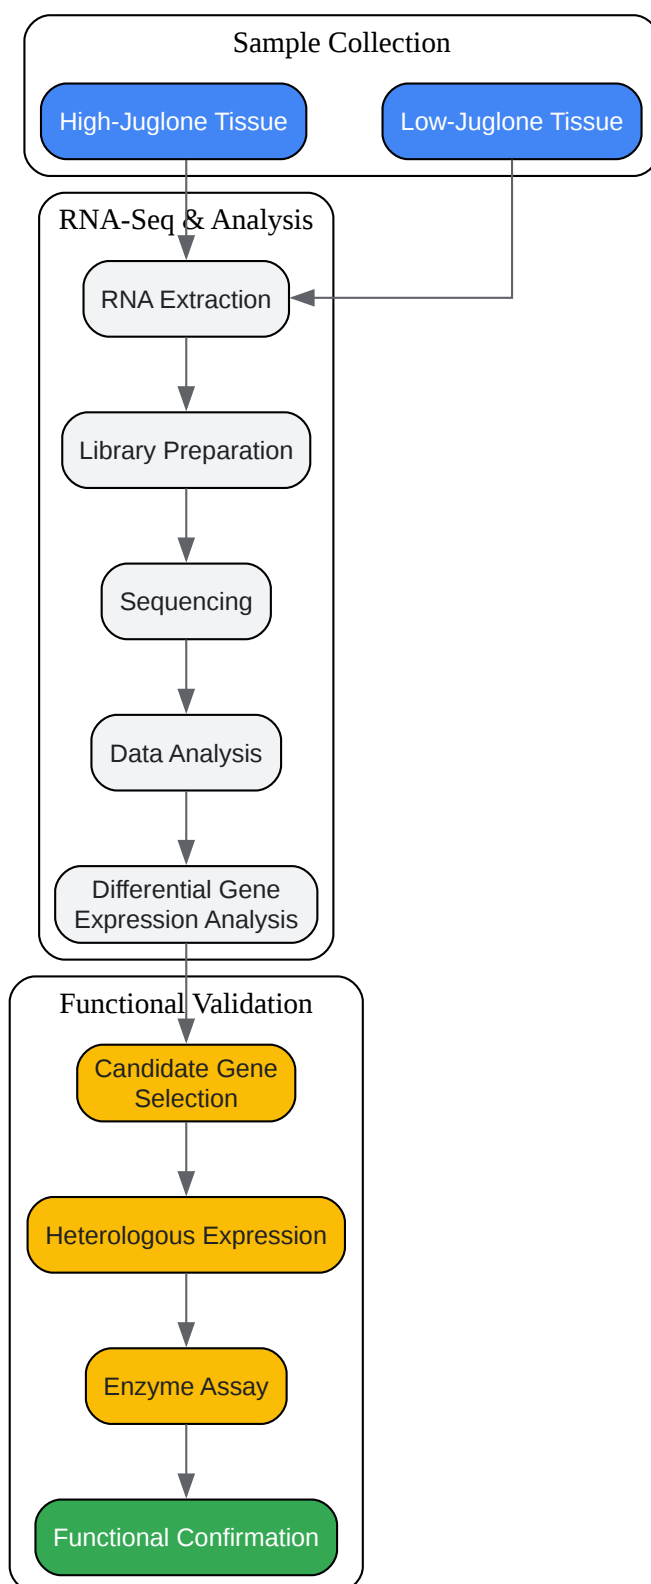 Sample Collection
High-Juglone Tissue
Low-Juglone Tissue
RNA-Seq & Analysis
RNA Extraction
Library Preparation
Sequencing
Data Analysis
Differential Gene
Expression Analysis
Functional Validation
Candidate Gene
Selection
Heterologous Expression
Enzyme Assay
Functional Confirmation